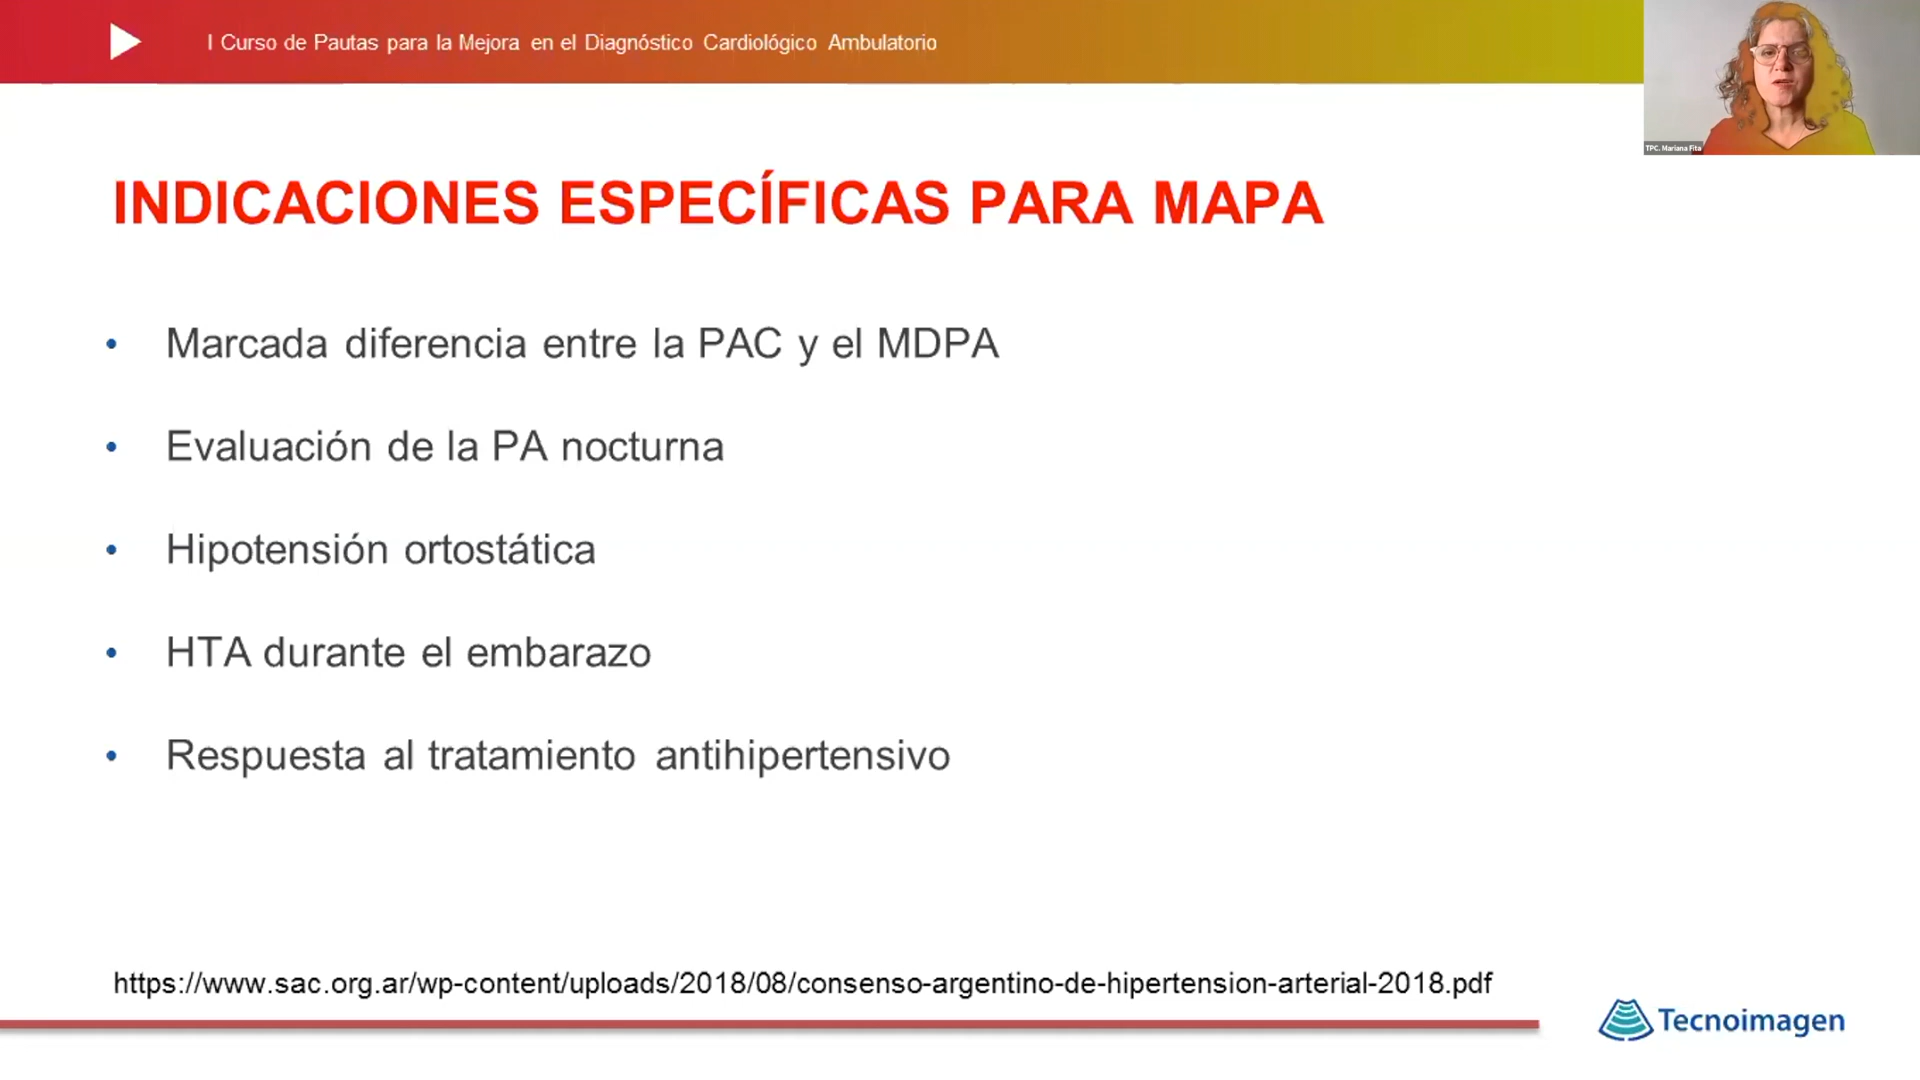 I Curso de Pautas para la Mejora en el Diagnóstico Cardiológico Ambulatorio
TPC. Mariana Fita
INDICACIONES ESPECÍFICAS PARA MAPA
• Marcada diferencia entre la PAC y el MDPA
• Evaluación de la PA nocturna
• Hipotensión ortostática
• HTA durante el embarazo
• Respuesta al tratamiento antihipertensivo
https://www.sac.org.ar/wp-content/uploads/2018/08/consenso-argentino-de-hipertension-arterial-2018.pdf
Tecnoimagen